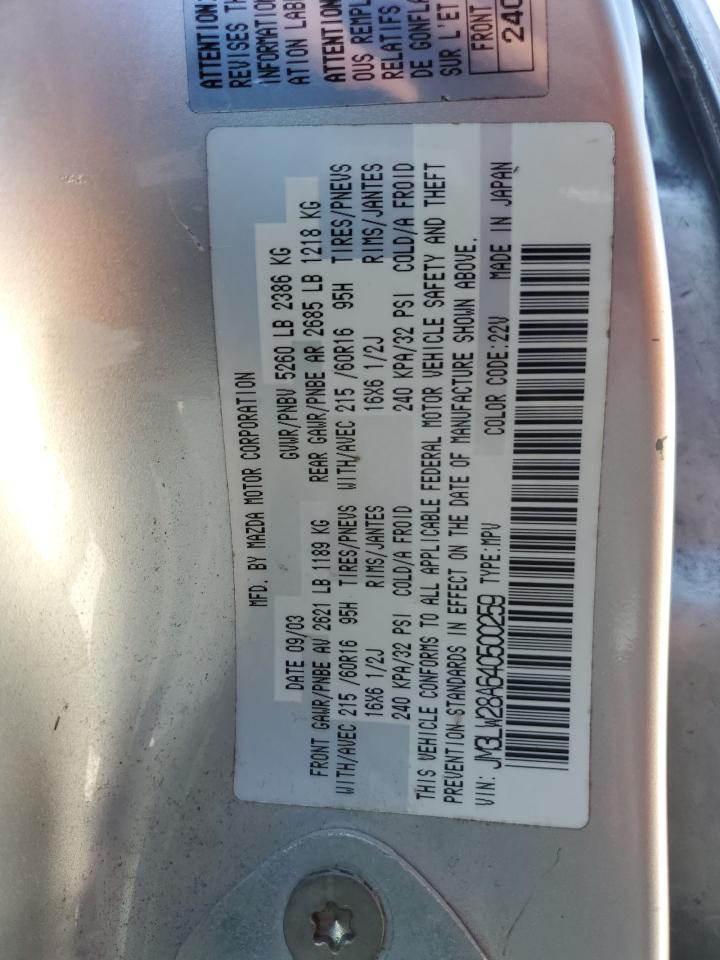 ATTENTION:
REVISES TH
INFORMATION
ATION LABE
ATTENTION
OUS REMPL
RELATIFS
DE GONFLA
SUR L'ET
FRONT
240
MFD. BY MAZDA MOTOR CORPORATION
DATE 09/03 GVWR/PNBV 5260 LB 2386 KG
FRONT GAWR/PNBE AV 2621 LB 1189 KG REAR GAWR/PNBE AR 2685 LB 1218 KG
WITH/AVEC 215 /60R16 95H TIRES/PNEUS WITH/AVEC 215 /60R16 95H TIRES/PNEUS
16X6 1/2J RIMS/JANTES 16X6 1/2J RIMS/JANTES
240 KPA/32 PSI COLD/A FROID 240 KPA/32 PSI COLD/A FROID
THIS VEHICLE CONFORMS TO ALL APPLICABLE FEDERAL MOTOR VEHICLE SAFETY AND THEFT
PREVENTION STANDARDS IN EFFECT ON THE DATE OF MANUFACTURE SHOWN ABOVE.
VIN: JM3LW28A640500259 TYPE:MPV COLOR CODE:22V MADE IN JAPAN